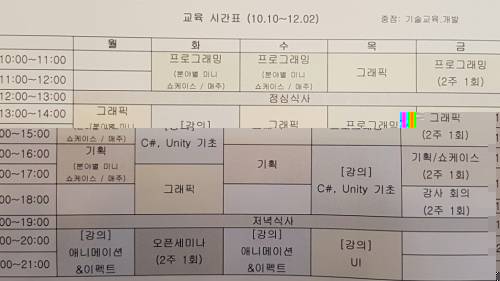 교육 시간표 (10.10~12.02)
중점: 기술교육,개발
월 화 수 목 금
10:00~11:00
프로그래밍
(분야별 미니
쇼케이스 / 매주)
프로그래밍
(분야별 미니
쇼케이스 / 매주)
그래픽
프로그래밍
(2주 1회)
11:00~12:00
12:00~13:00
점심식사
13:00~14:00
그래픽
쇼케이스 / 매주)
[강의]
C#, Unity 기초
그래픽
프로그래밍
그래픽
(2주 1회)
00~15:00
00~16:00
기획
(분야별 미니
쇼케이스 / 매주)
그래픽
기획
[강의]
C#, Unity 기초
기획/쇼케이스
(2주 1회)
00~17:00
00~18:00
강사 회의
(2주 1회)
00~19:00
저녁식사
00~20:00
[강의]
애니메이션
&이펙트
오픈세미나
(2주 1회)
[강의]
애니메이션
&이펙트
[강의]
UI
00~21:00